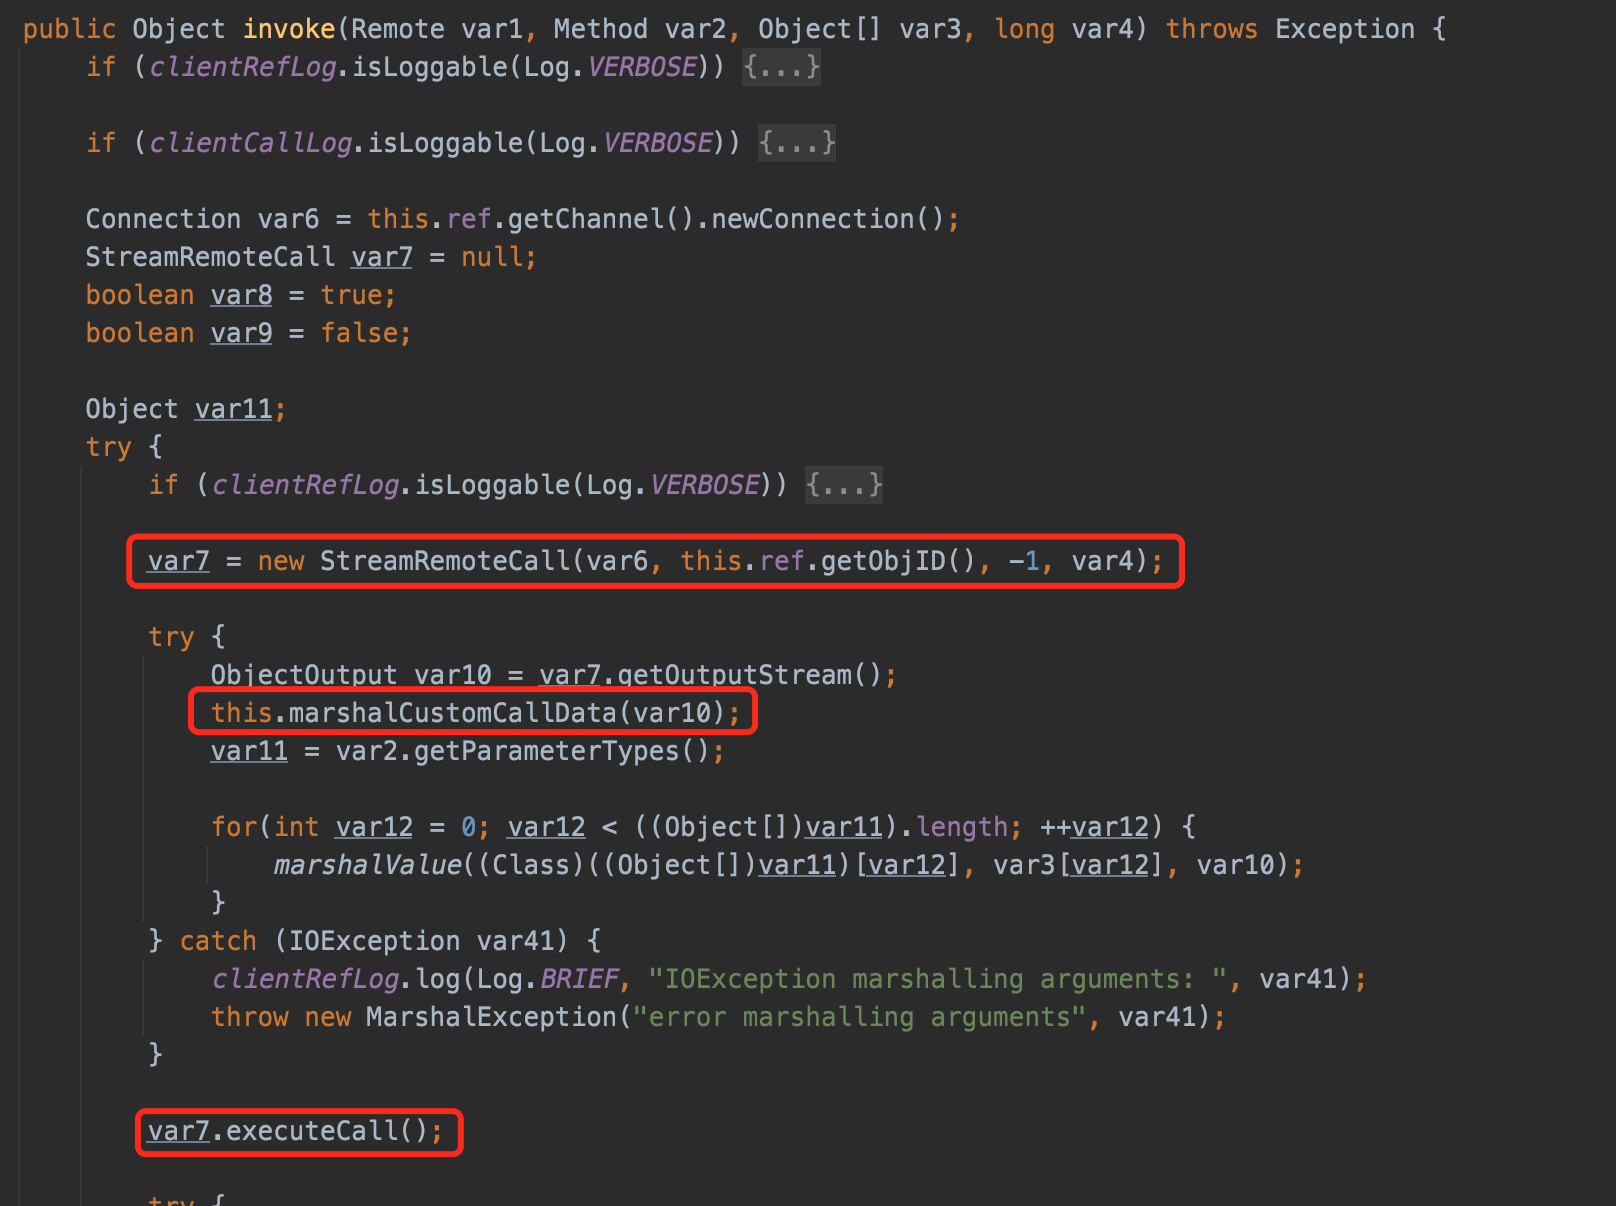 public Object invoke(Remote var1, Method var2, Object[] var3, long var4) throws Exception {
if (clientRefLog.isLoggable(Log.VERBOSE)) {...}
if (clientCallLog.isLoggable(Log.VERBOSE)) {...}
Connection var6 = this.ref.getChannel().newConnection();
StreamRemoteCall var7 = null;
boolean var8 = true;
boolean var9 = false;
Object var11;
try {
if (clientRefLog.isLoggable(Log.VERBOSE)) {...}
var7 = new StreamRemoteCall(var6, this.ref.getObjID(), -1, var4);
try {
ObjectOutput var10 = var7.getOutputStream();
this.marshalCustomCallData(var10);
var11 = var2.getParameterTypes();
for(int var12 = 0; var12 < ((Object[])var11).length; ++var12) {
marshalValue((Class)((Object[])var11)[var12], var3[var12], var10);
}
} catch (IOException var41) {
clientRefLog.log(Log.BRIEF, "IOException marshalling arguments: ", var41);
throw new MarshalException("error marshalling arguments", var41);
}
var7.executeCall();
try {